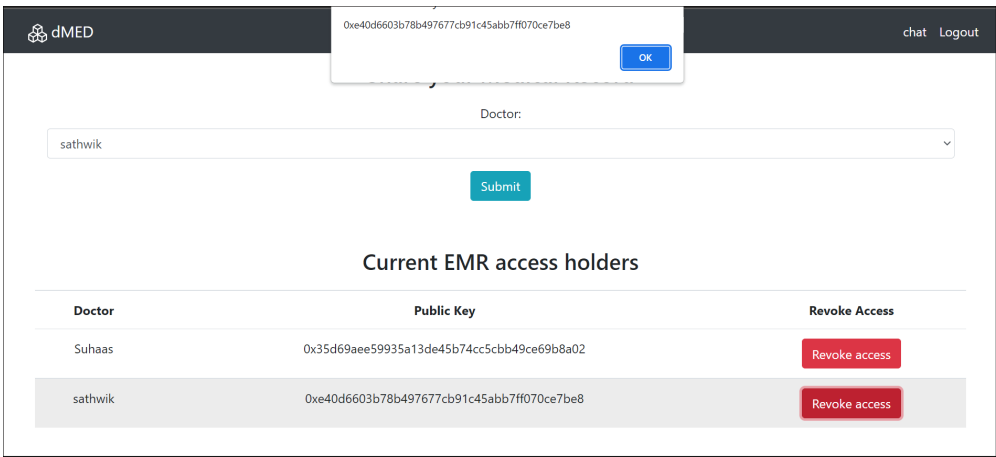 0xe40d6603b78b497677cb91c45abb7ff070ce7be8
dMED
chat Logout
OK
Doctor:
sathwik
Submit
Current EMR access holders
Doctor Public Key Revoke Access
Suhaas 0x35d69aee59935a13de45b74cc5cbb49ce69b8a02 Revoke access
sathwik 0xe40d6603b78b497677cb91c45abb7ff070ce7be8 Revoke access